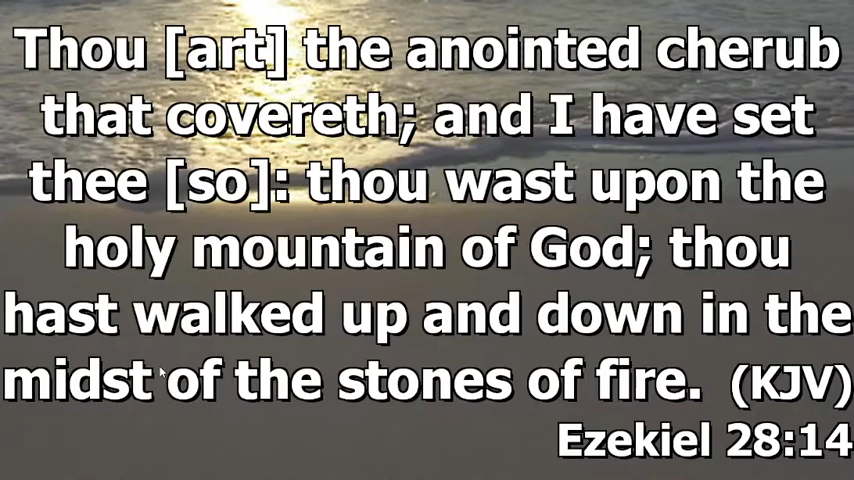 Thou [art] the anointed cherub
that covereth; and I have set
thee [so]: thou wast upon the
holy mountain of God; thou
hast walked up and down in the
midst of the stones of fire. (KJV)
Ezekiel 28:14